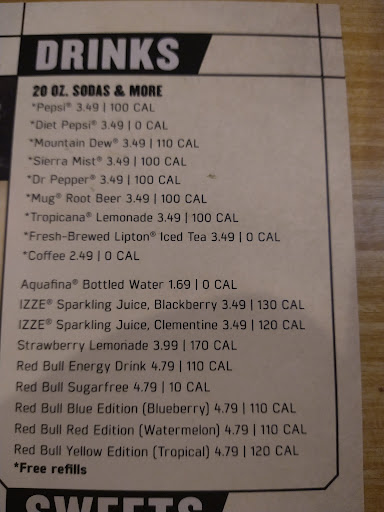 DRINKS
20 OZ. SODAS & MORE
*Pepsi® 3.49 | 100 CAL
*Diet Pepsi® 3.49 | 0 CAL
*Mountain Dew® 3.49 | 110 CAL
*Sierra Mist® 3.49 | 100 CAL
*Dr Pepper® 3.49 | 100 CAL
*Mug® Root Beer 3.49 | 100 CAL
*Tropicana® Lemonade 3.49 | 100 CAL
*Fresh-Brewed Lipton® Iced Tea 3.49 | 0 CAL
*Coffee 2.49 | 0 CAL
Aquafina® Bottled Water 1.69 | 0 CAL
IZZE® Sparkling Juice, Blackberry 3.49 | 130 CAL
IZZE® Sparkling Juice, Clementine 3.49 | 120 CAL
Strawberry Lemonade 3.99 | 170 CAL
Red Bull Energy Drink 4.79 | 110 CAL
Red Bull Sugarfree 4.79 | 10 CAL
Red Bull Blue Edition (Blueberry) 4.79 | 110 CAL
Red Bull Red Edition (Watermelon) 4.79 | 110 CAL
Red Bull Yellow Edition (Tropical) 4.79 | 120 CAL
*Free refills
SWEETS